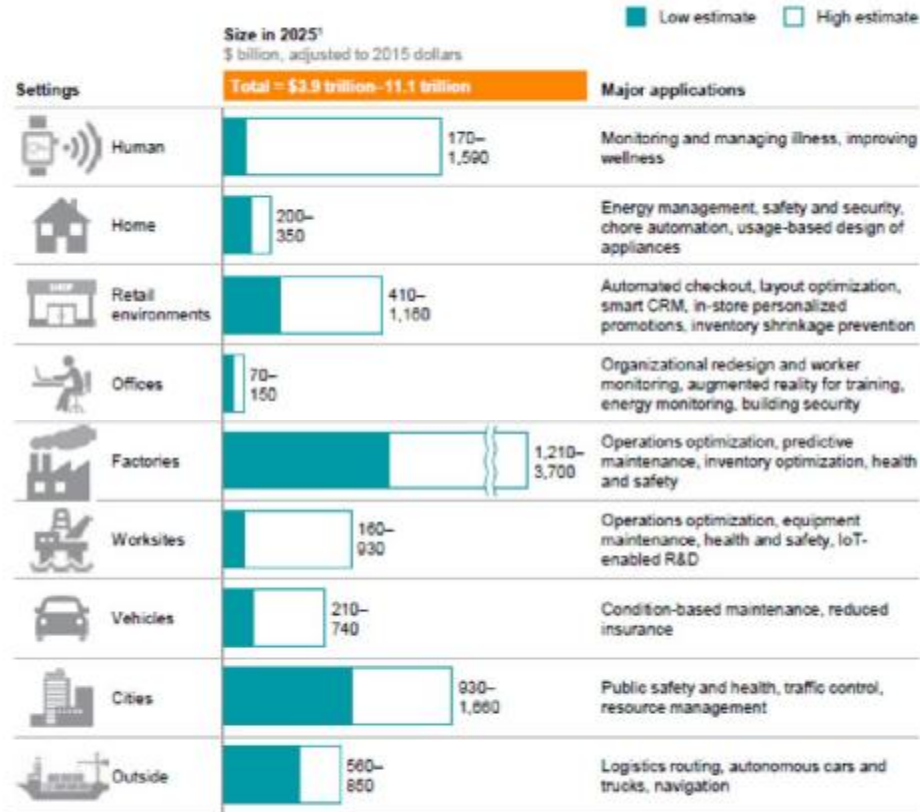 Low estimate
High estimate
Size in 2025¹
$ billion, adjusted to 2015 dollars
Settings
Total = $3.9 trillion–11.1 trillion
Major applications
Human
170–
1,590
Monitoring and managing illness, improving
wellness
Home
200–
350
Energy management, safety and security,
chore automation, usage-based design of
appliances
SHOP
Retail
environments
410–
1,160
Automated checkout, layout optimization,
smart CRM, in-store personalized
promotions, inventory shrinkage prevention
Offices
70–
150
Organizational redesign and worker
monitoring, augmented reality for training,
energy monitoring, building security
Factories
1,210–
3,700
Operations optimization, predictive
maintenance, inventory optimization, health
and safety
Worksites
160–
930
Operations optimization, equipment
maintenance, health and safety, IoT-
enabled R&D
Vehicles
210–
740
Condition-based maintenance, reduced
insurance
Cities
930–
1,660
Public safety and health, traffic control,
resource management
Outside
560–
850
Logistics routing, autonomous cars and
trucks, navigation